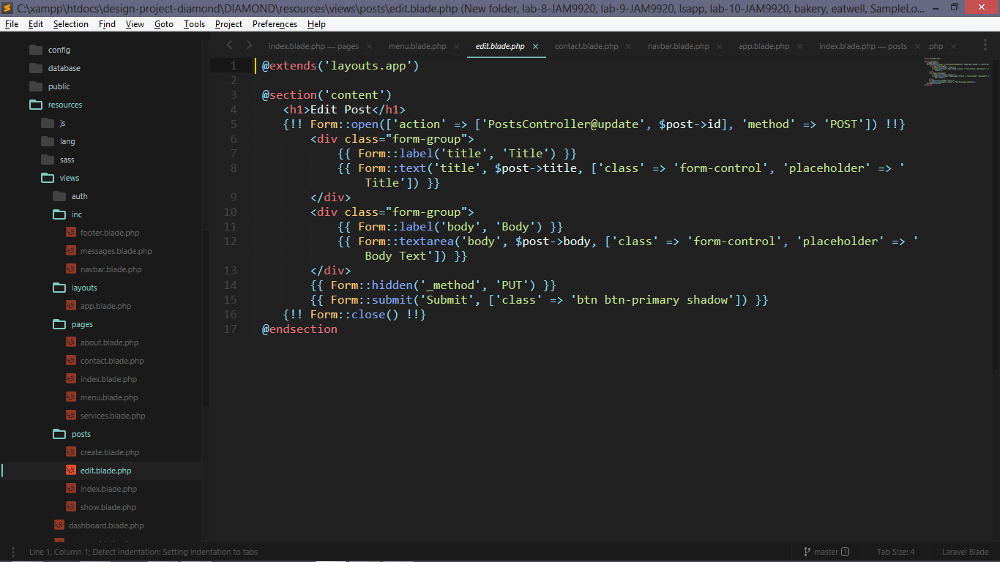 C:\xampp\htdocs\design-project-diamond\DIAMOND\resources\views\posts\edit.blade.php (New folder, lab-8-JAM9920, lab-9-JAM9920, lsapp, lab-10-JAM9920, bakery, eatwell, SampleLo...
File Edit Selection Find View Goto Tools Project Preferences Help
config
database
public
resources
js
lang
sass
views
auth
inc
footer.blade.php
messages.blade.php
navbar.blade.php
layouts
app.blade.php
pages
about.blade.php
contact.blade.php
index.blade.php
menu.blade.php
services.blade.php
posts
create.blade.php
edit.blade.php
index.blade.php
show.blade.php
dashboard.blade.php
index.blade.php — pages × menu.blade.php × edit.blade.php × contact.blade.php × navbar.blade.php × app.blade.php × index.blade.php — posts × .php ×
1 @extends('layouts.app')
2
3 @section('content')
4 <h1>Edit Post</h1>
5 {!! Form::open(['action' => ['PostsController@update', $post->id], 'method' => 'POST']) !!}
6 <div class="form-group">
7 {{ Form::label('title', 'Title') }}
8 {{ Form::text('title', $post->title, ['class' => 'form-control', 'placeholder' => '
Title']) }}
9 </div>
10 <div class="form-group">
11 {{ Form::label('body', 'Body') }}
12 {{ Form::textarea('body', $post->body, ['class' => 'form-control', 'placeholder' => '
Body Text']) }}
13 </div>
14 {{ Form::hidden('_method', 'PUT') }}
15 {{ Form::submit('Submit', ['class' => 'btn btn-primary shadow']) }}
16 {!! Form::close() !!}
17 @endsection
Line 1, Column 1; Detect Indentation: Setting indentation to tabs
master 1 Tab Size: 4 Laravel Blade